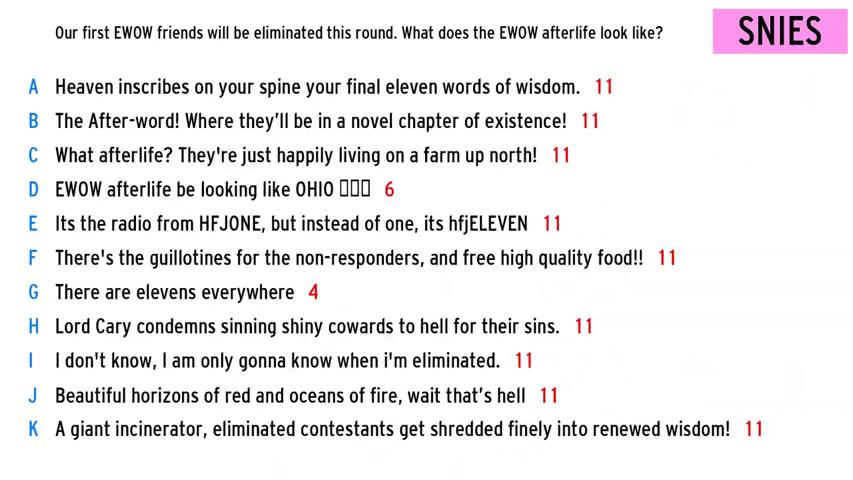 Our first EWOW friends will be eliminated this round. What does the EWOW afterlife look like?
SNIES
A Heaven inscribes on your spine your final eleven words of wisdom. 11
B The After-word! Where they’ll be in a novel chapter of existence! 11
C What afterlife? They're just happily living on a farm up north! 11
D EWOW afterlife be looking like OHIO 􏿿􏿿􏿿 6
E Its the radio from HFJONE, but instead of one, its hfjELEVEN 11
F There's the guillotines for the non-responders, and free high quality food!! 11
G There are elevens everywhere 4
H Lord Cary condemns sinning shiny cowards to hell for their sins. 11
I I don't know, I am only gonna know when i'm eliminated. 11
J Beautiful horizons of red and oceans of fire, wait that’s hell 11
K A giant incinerator, eliminated contestants get shredded finely into renewed wisdom! 11